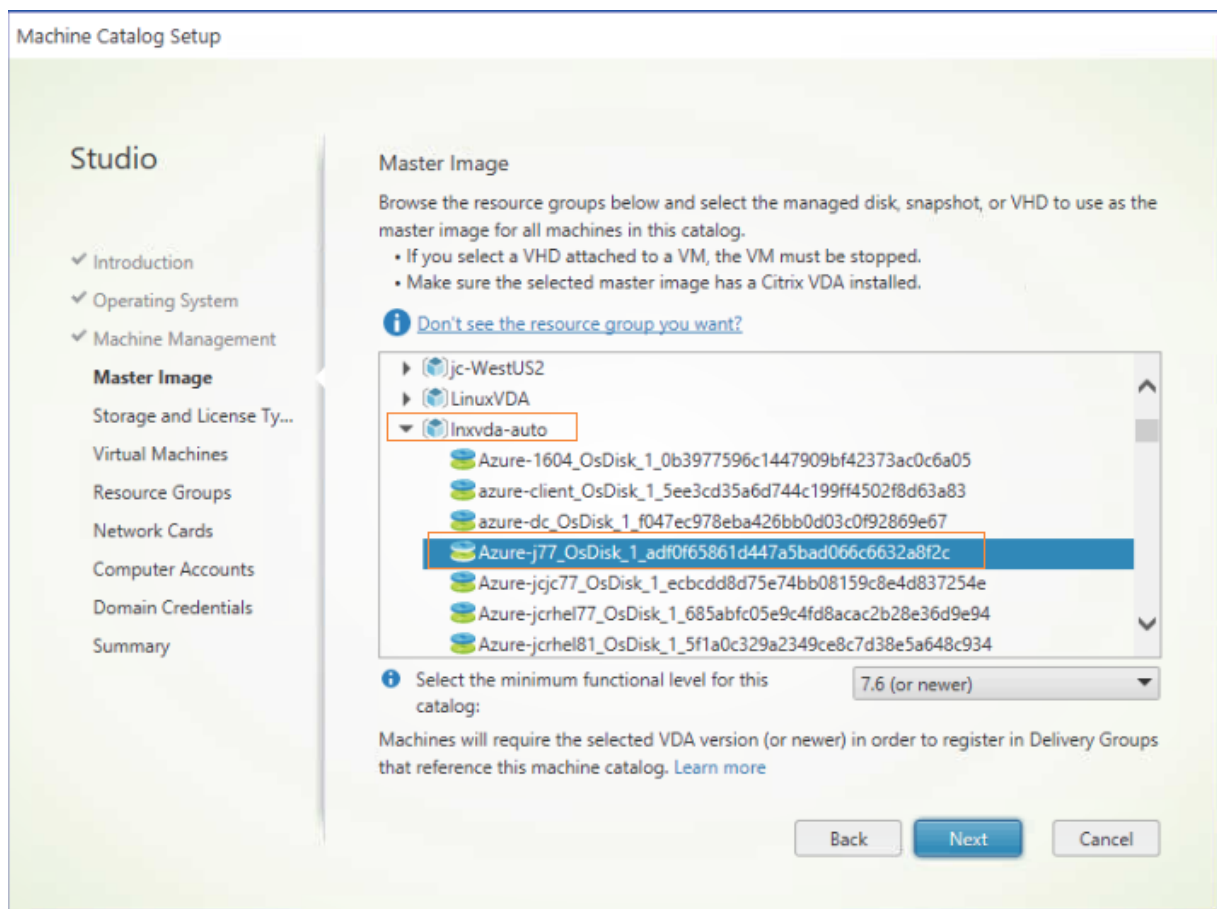 Machine Catalog Setup
Studio
Introduction
Operating System
Machine Management
Master Image
Storage and License Ty...
Virtual Machines
Resource Groups
Network Cards
Computer Accounts
Domain Credentials
Summary
Master Image
Browse the resource groups below and select the managed disk, snapshot, or VHD to use as the
master image for all machines in this catalog.
• If you select a VHD attached to a VM, the VM must be stopped.
• Make sure the selected master image has a Citrix VDA installed.
Don't see the resource group you want?
jc-WestUS2
LinuxVDA
lnxvda-auto
Azure-1604_OsDisk_1_0b3977596c1447909bf42373ac0c6a05
azure-client_OsDisk_1_5ee3cd35a6d744c199ff4502f8d63a83
azure-dc_OsDisk_1_f047ec978eba426bb0d03c0f92869e67
Azure-j77_OsDisk_1_adf0f65861d447a5bad066c6632a8f2c
Azure-jcjc77_OsDisk_1_ecbcdd8d75e74bb08159c8e4d837254e
Azure-jcrhel77_OsDisk_1_685abfc05e9c4fd8acac2b28e36d9e94
Azure-jcrhel81_OsDisk_1_5f1a0c329a2349ce8c7d38e5a648c934
Select the minimum functional level for this
catalog:
7.6 (or newer)
Machines will require the selected VDA version (or newer) in order to register in Delivery Groups
that reference this machine catalog. Learn more
Back
Next
Cancel